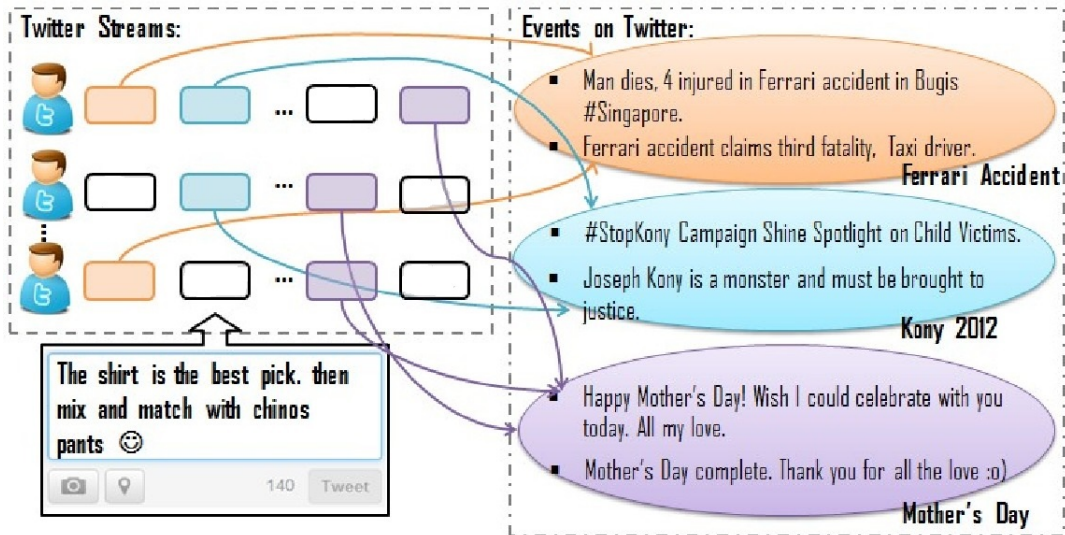 Twitter Streams:
...
...
...
The shirt is the best pick. then
mix and match with chinos
pants ☺
140 Tweet
Events on Twitter:
▪ Man dies, 4 injured in Ferrari accident in Bugis
#Singapore.
▪ Ferrari accident claims third fatality, Taxi driver.
Ferrari Accident
▪ #StopKony Campaign Shine Spotlight on Child Victims.
▪ Joseph Kony is a monster and must be brought to
justice.
Kony 2012
▪ Happy Mother's Day! Wish I could celebrate with you
today. All my love.
▪ Mother's Day complete. Thank you for all the love :o)
Mother's Day